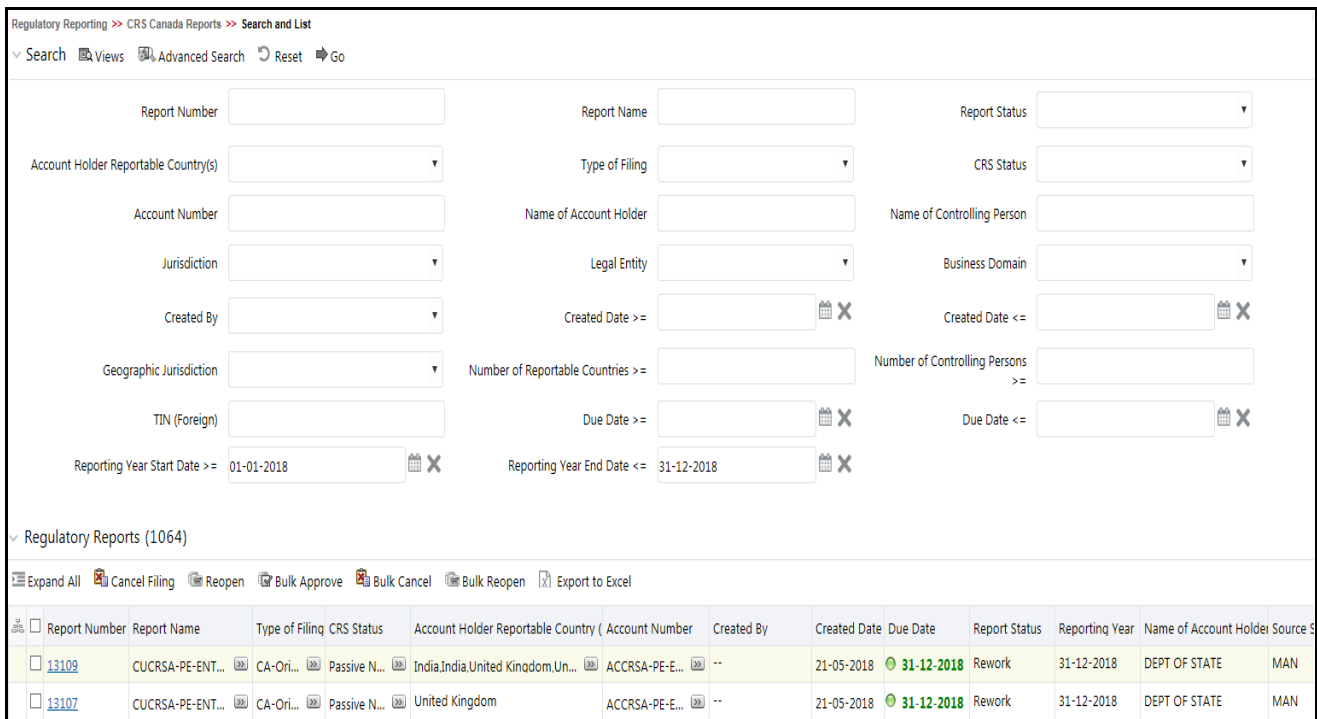 Regulatory Reporting >> CRS Canada Reports >> Search and List
Search Views Advanced Search Reset Go
Report Number Report Name Report Status
Account Holder Reportable Country(s) Type of Filing CRS Status
Account Number Name of Account Holder Name of Controlling Person
Jurisdiction Legal Entity Business Domain
Created By Created Date >= Created Date <=
Geographic Jurisdiction Number of Reportable Countries >= Number of Controlling Persons
>=
TIN (Foreign) Due Date >= Due Date <=
Reporting Year Start Date >= 01-01-2018 Reporting Year End Date <= 31-12-2018
Regulatory Reports (1064)
Expand All Cancel Filing Reopen Bulk Approve Bulk Cancel Bulk Reopen Export to Excel
Report Number Report Name Type of Filing CRS Status Account Holder Reportable Country ( Account Number Created By Created Date Due Date Report Status Reporting Year Name of Account Holder Source S
13109 CUCRSA-PE-ENT... CA-Ori... Passive N... India,India,United Kingdom,Un... ACCRSA-PE-E... -- 21-05-2018 31-12-2018 Rework 31-12-2018 DEPT OF STATE MAN
13107 CUCRSA-PE-ENT... CA-Ori... Passive N... United Kingdom ACCRSA-PE-E... -- 21-05-2018 31-12-2018 Rework 31-12-2018 DEPT OF STATE MAN